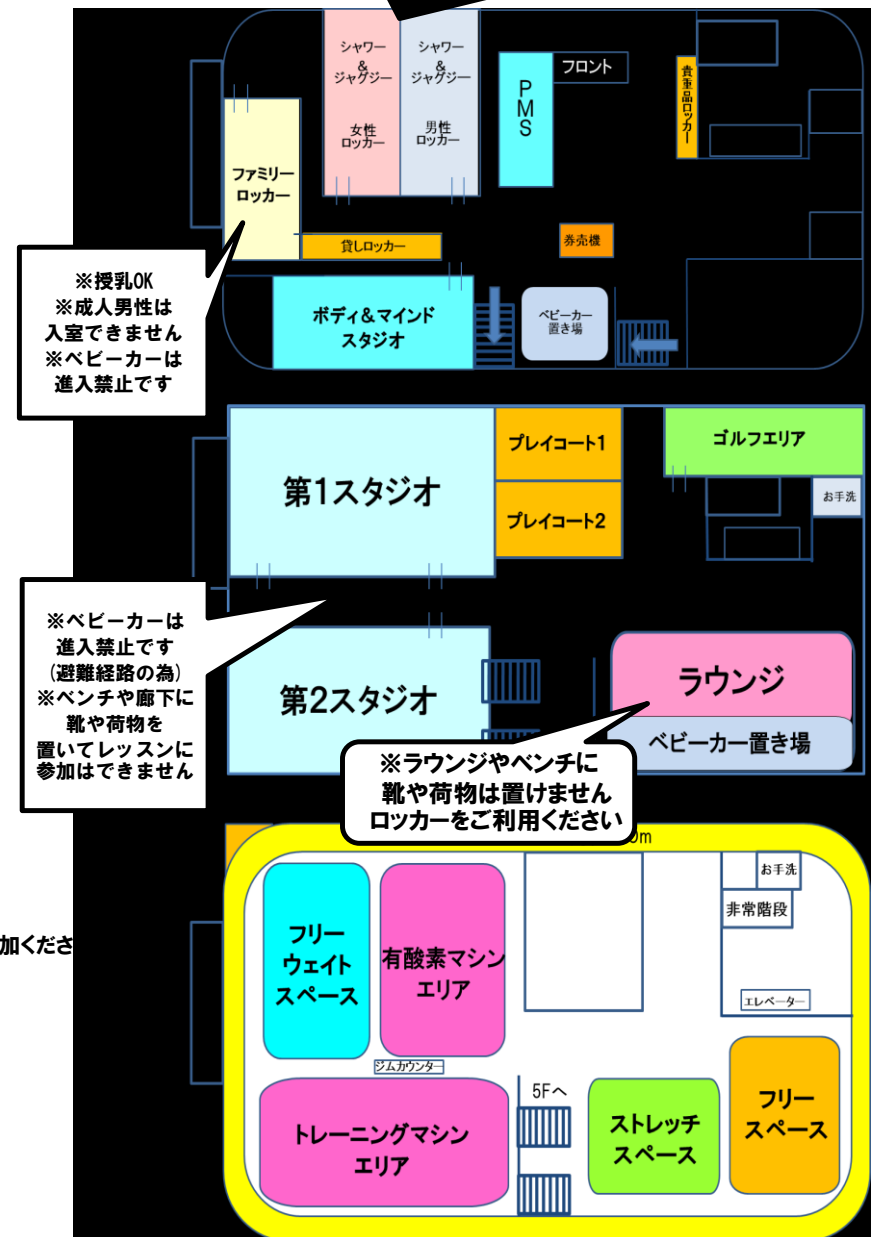 シャワー
&
ジャグジー
女性
ロッカー
シャワー
&
ジャグジー
男性
ロッカー
PMS
フロント
貴重品ロッカー
ファミリー
ロッカー
貸しロッカー
券売機
※授乳OK
※成人男性は
入室できません
※ベビーカーは
進入禁止です
ボディ&マインド
スタジオ
ベビーカー
置き場
第1スタジオ
プレイコート1
プレイコート2
ゴルフエリア
お手洗
※ベビーカーは
進入禁止です
(避難経路の為)
※ベンチや廊下に
靴や荷物を
置いてレッスンに
参加はできません
第2スタジオ
ラウンジ
ベビーカー置き場
※ラウンジやベンチに
靴や荷物は置けません
ロッカーをご利用ください
0m
お手洗
非常階段
加くださ
フリー
ウェイト
スペース
有酸素マシン
エリア
エレベーター
ジムカウンター
トレーニングマシン
エリア
5Fへ
ストレッチ
スペース
フリー
スペース